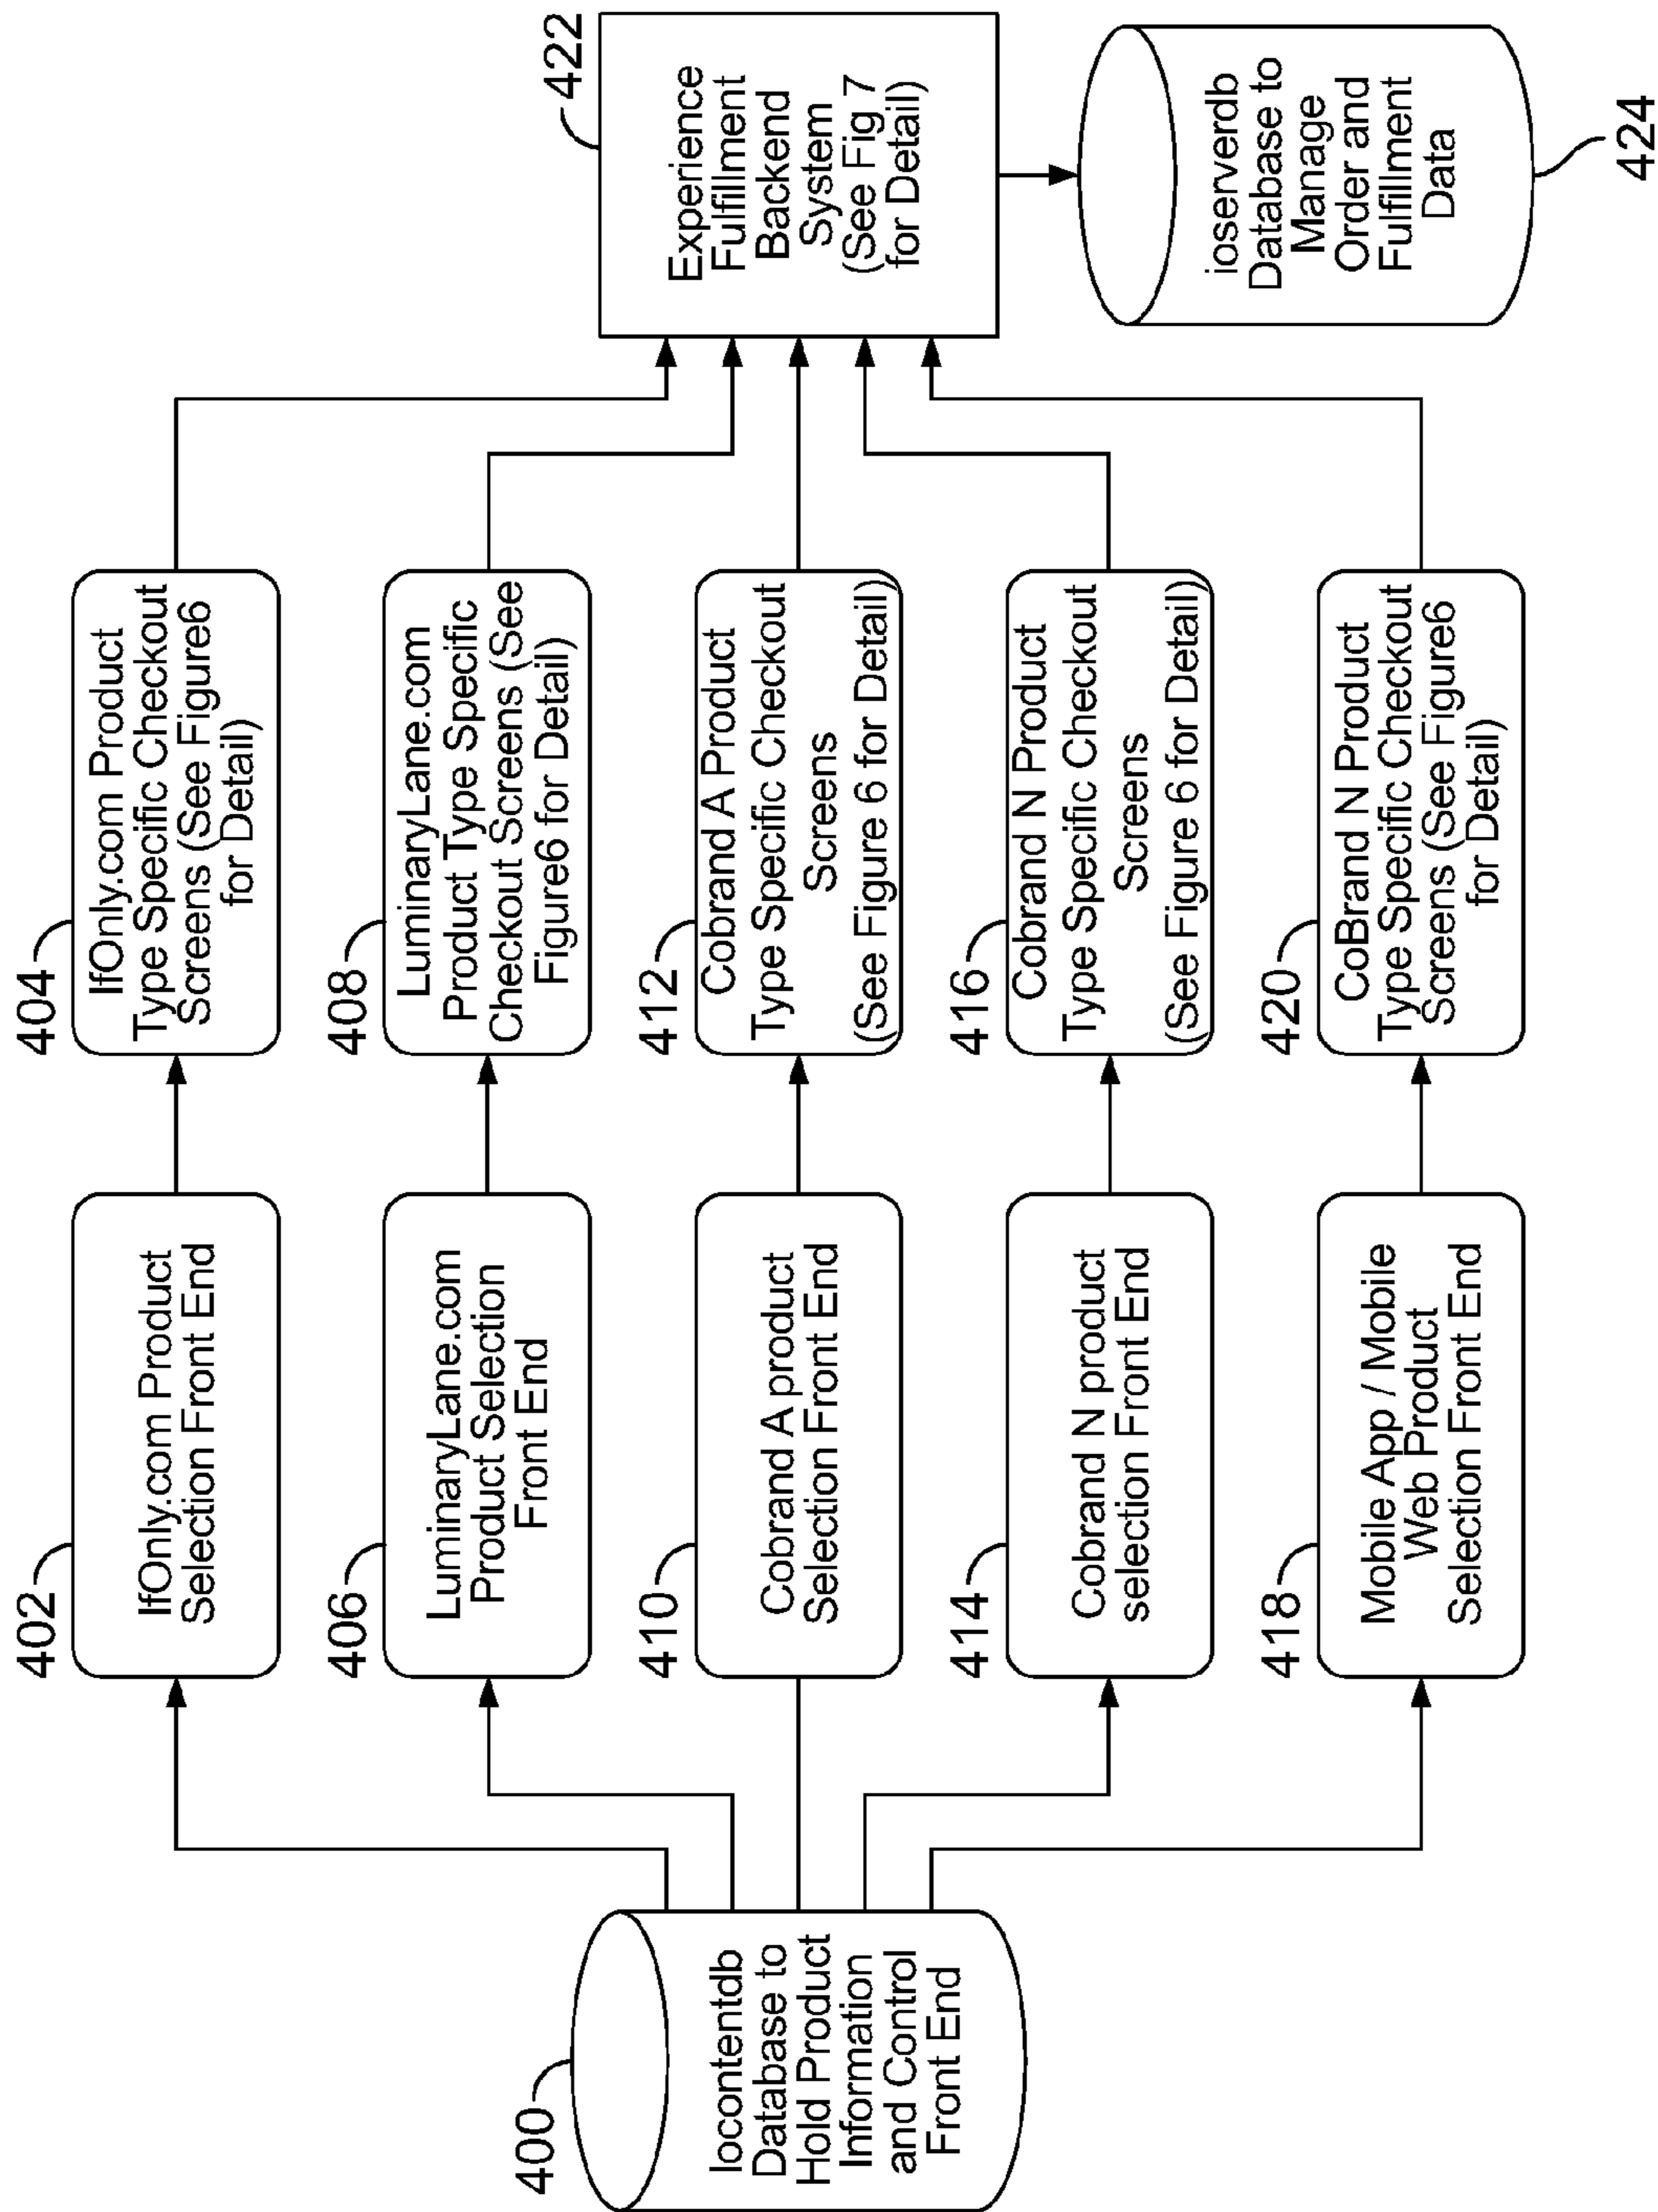 400
Iocontentdb
Database to
Hold Product
Information
and Control
Front End
402
IfOnly.com Product
Selection Front End
404
IfOnly.com Product
Type Specific Checkout
Screens (See Figure6
for Detail)
406
LuminaryLane.com
Product Selection
Front End
408
LuminaryLane.com
Product Type Specific
Checkout Screens (See
Figure6 for Detail)
410
Cobrand A product
Selection Front End
412
Cobrand A Product
Type Specific Checkout
Screens
(See Figure 6 for Detail)
414
Cobrand N product
selection Front End
416
Cobrand N Product
Type Specific Checkout
Screens
(See Figure 6 for Detail)
418
Mobile App / Mobile
Web Product
Selection Front End
420
CoBrand N Product
Type Specific Checkout
Screens (See Figure6
for Detail)
422
Experience
Fulfillment
Backend
System
(See Fig 7
for Detail)
ioserverdb
Database to
Manage
Order and
Fulfillment
Data
424